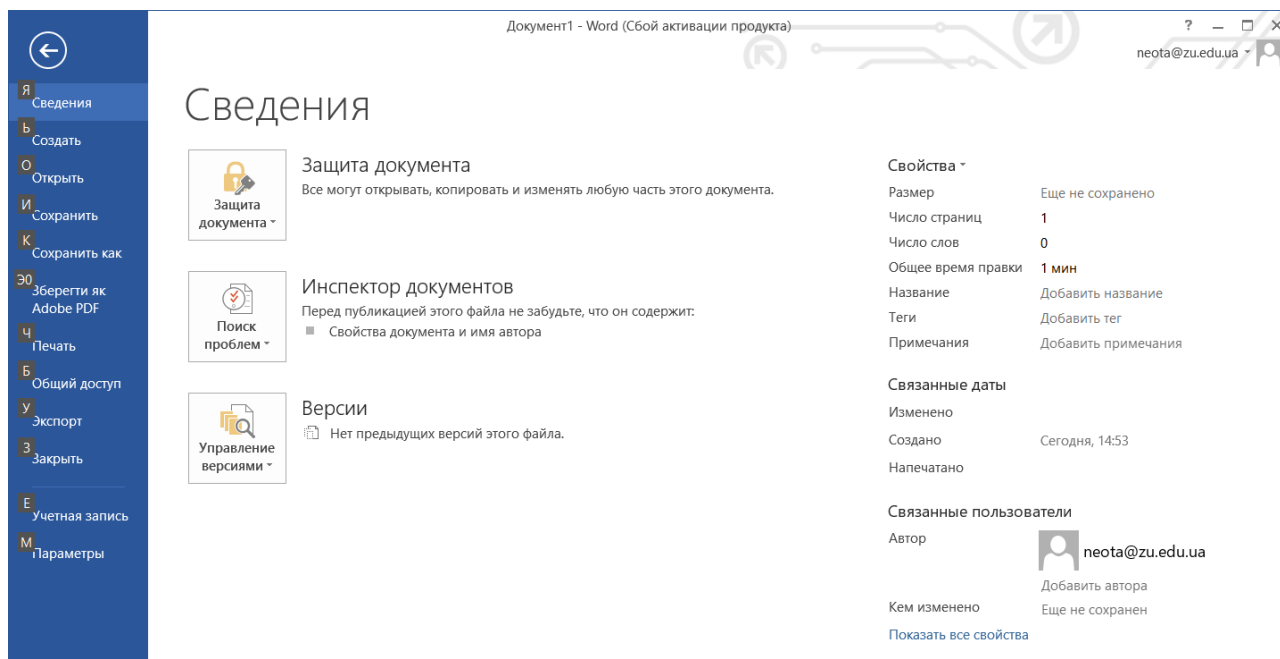 Документ1 - Word (Сбой активации продукта)
?
neota@zu.edu.ua
Я
Сведения
Ь
Создать
О
Открыть
И
Сохранить
К
Сохранить как
Э0
Зберегти як
Adobe PDF
Ч
Печать
Б
Общий доступ
У
Экспорт
З
Закрыть
Е
Учетная запись
М
Параметры
Сведения
Защита
документа
Защита документа
Все могут открывать, копировать и изменять любую часть этого документа.
Поиск
проблем
Инспектор документов
Перед публикацией этого файла не забудьте, что он содержит:
Свойства документа и имя автора
Управление
версиями
Версии
Нет предыдущих версий этого файла.
Свойства
Размер Еще не сохранено
Число страниц 1
Число слов 0
Общее время правки 1 мин
Название Добавить название
Теги Добавить тег
Примечания Добавить примечания
Связанные даты
Изменено
Создано Сегодня, 14:53
Напечатано
Связанные пользователи
Автор neota@zu.edu.ua
Добавить автора
Кем изменено Еще не сохранен
Показать все свойства